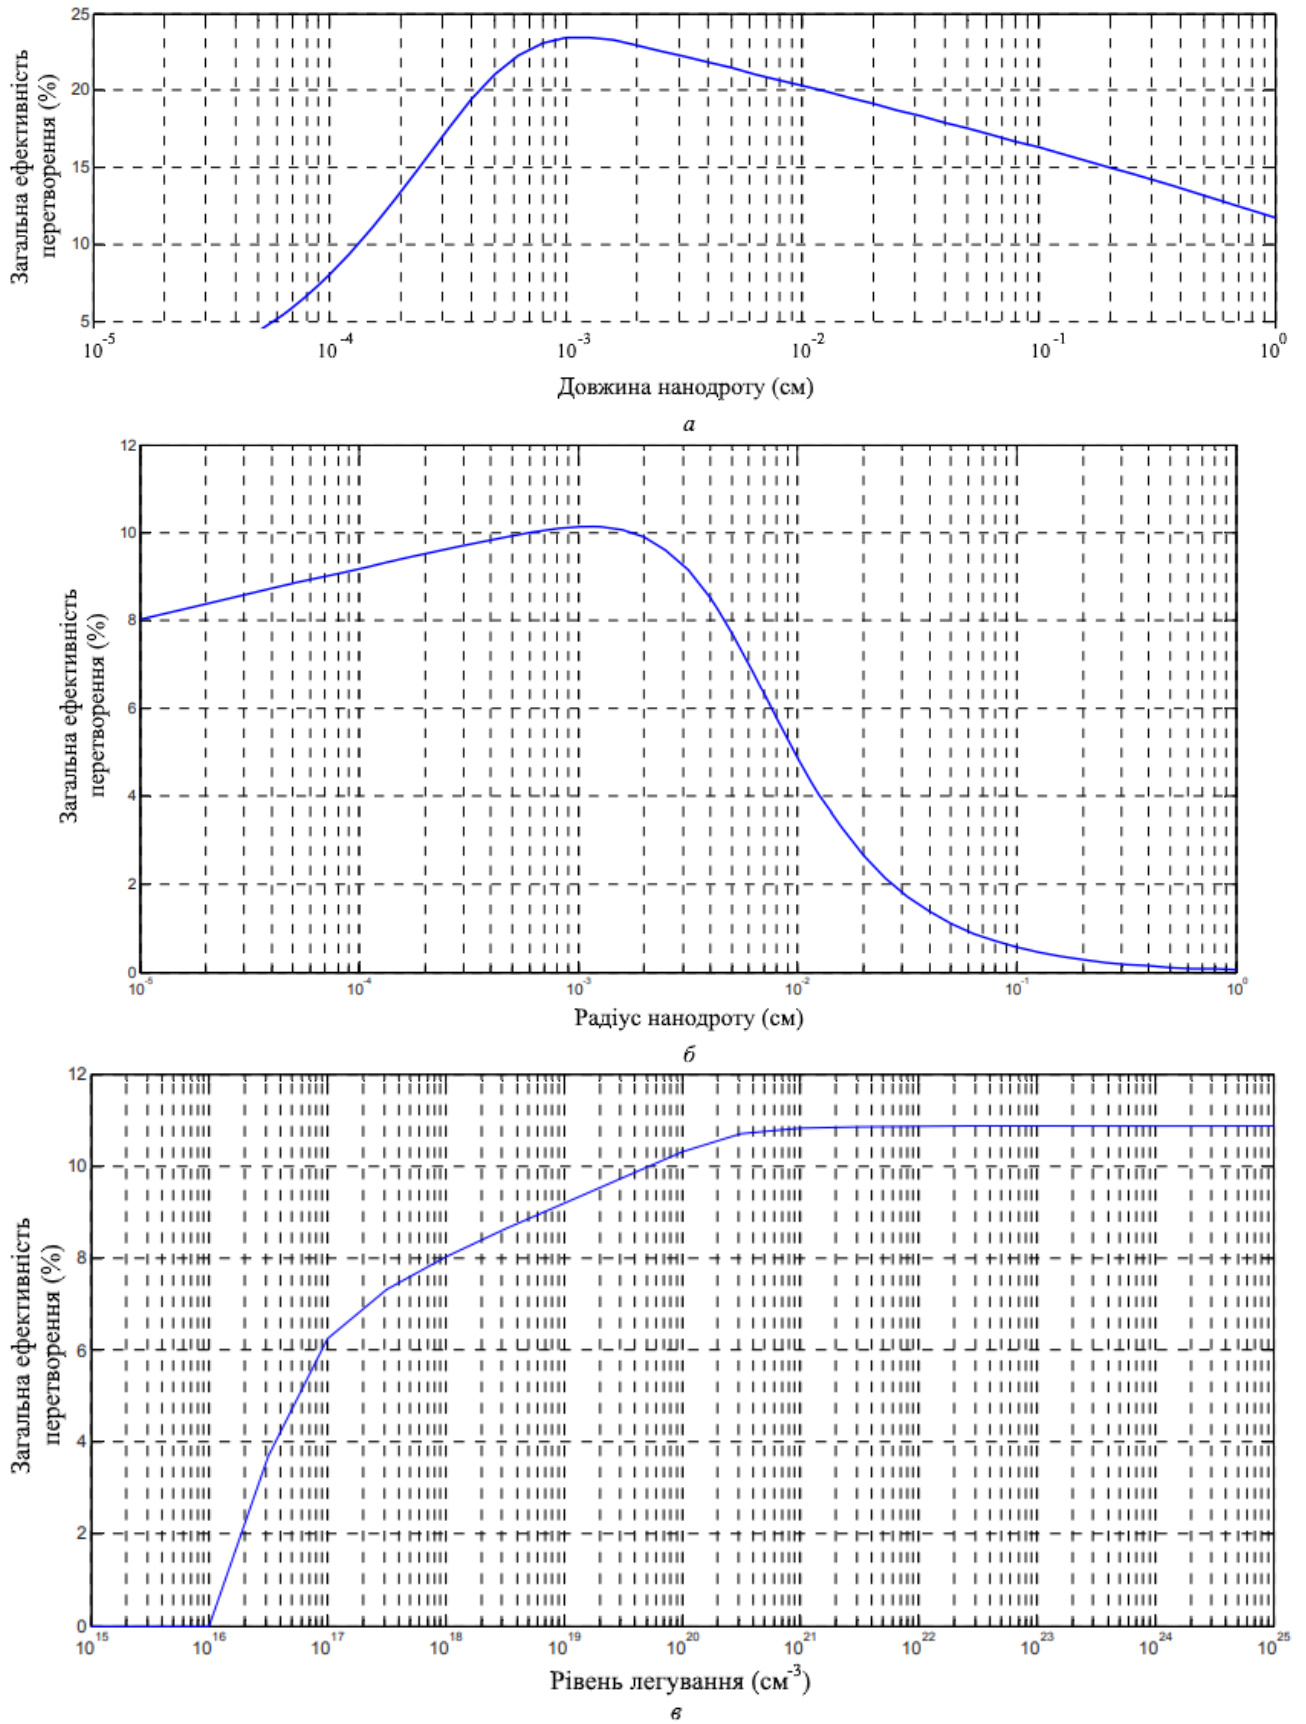 25
20
15
10
5
Загальна ефективність
перетворення (%)
10⁻⁵ 10⁻⁴ 10⁻³ 10⁻² 10⁻¹ 10⁰
Довжина нанодроту (см)
а
12
10
8
6
4
2
0
Загальна ефективність
перетворення (%)
10⁻⁵ 10⁻⁴ 10⁻³ 10⁻² 10⁻¹ 10⁰
Радіус нанодроту (см)
б
12
10
8
6
4
2
0
Загальна ефективність
перетворення (%)
10¹⁵ 10¹⁶ 10¹⁷ 10¹⁸ 10¹⁹ 10²⁰ 10²¹ 10²² 10²³ 10²⁴ 10²⁵
Рівень легування (см⁻³)
в